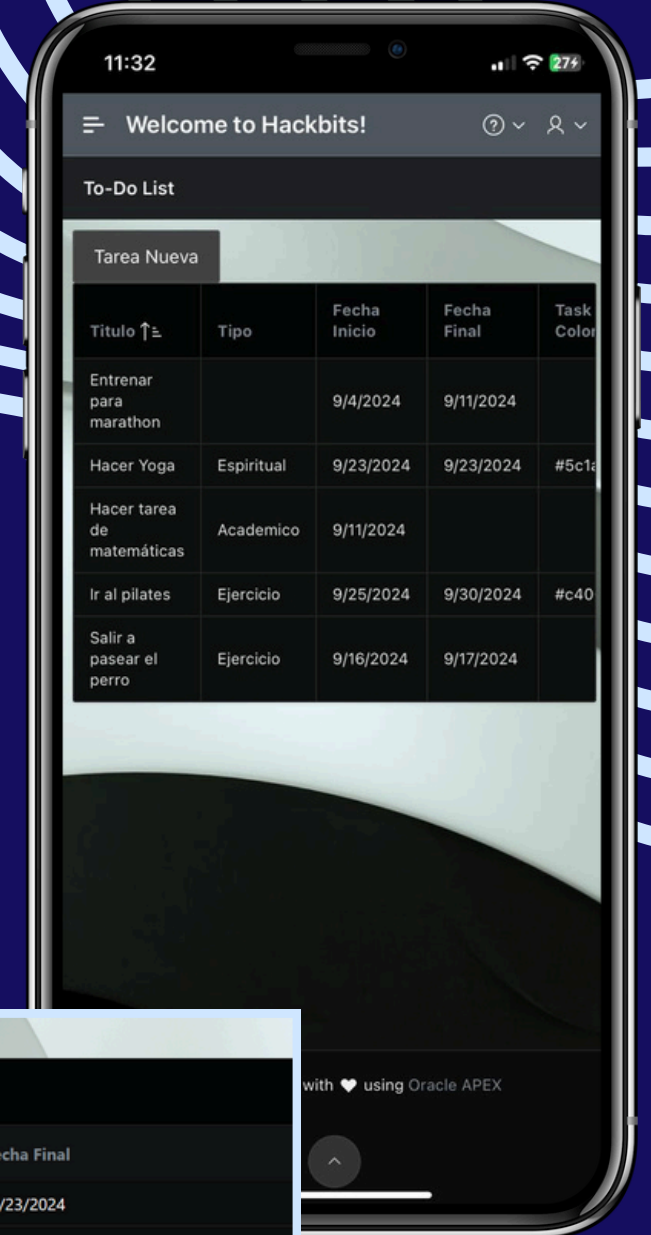 11:32
27
Welcome to Hackbits!
To-Do List
Tarea Nueva
Titulo Tipo Fecha Inicio Fecha Final Task Color
Entrenar para marathon 9/4/2024 9/11/2024
Hacer Yoga Espiritual 9/23/2024 9/23/2024 #5c1a
Hacer tarea de matemáticas Academico 9/11/2024
Ir al pilates Ejercicio 9/25/2024 9/30/2024 #c40
Salir a pasear el perro Ejercicio 9/16/2024 9/17/2024
with using Oracle APEX
echa Final
/23/2024